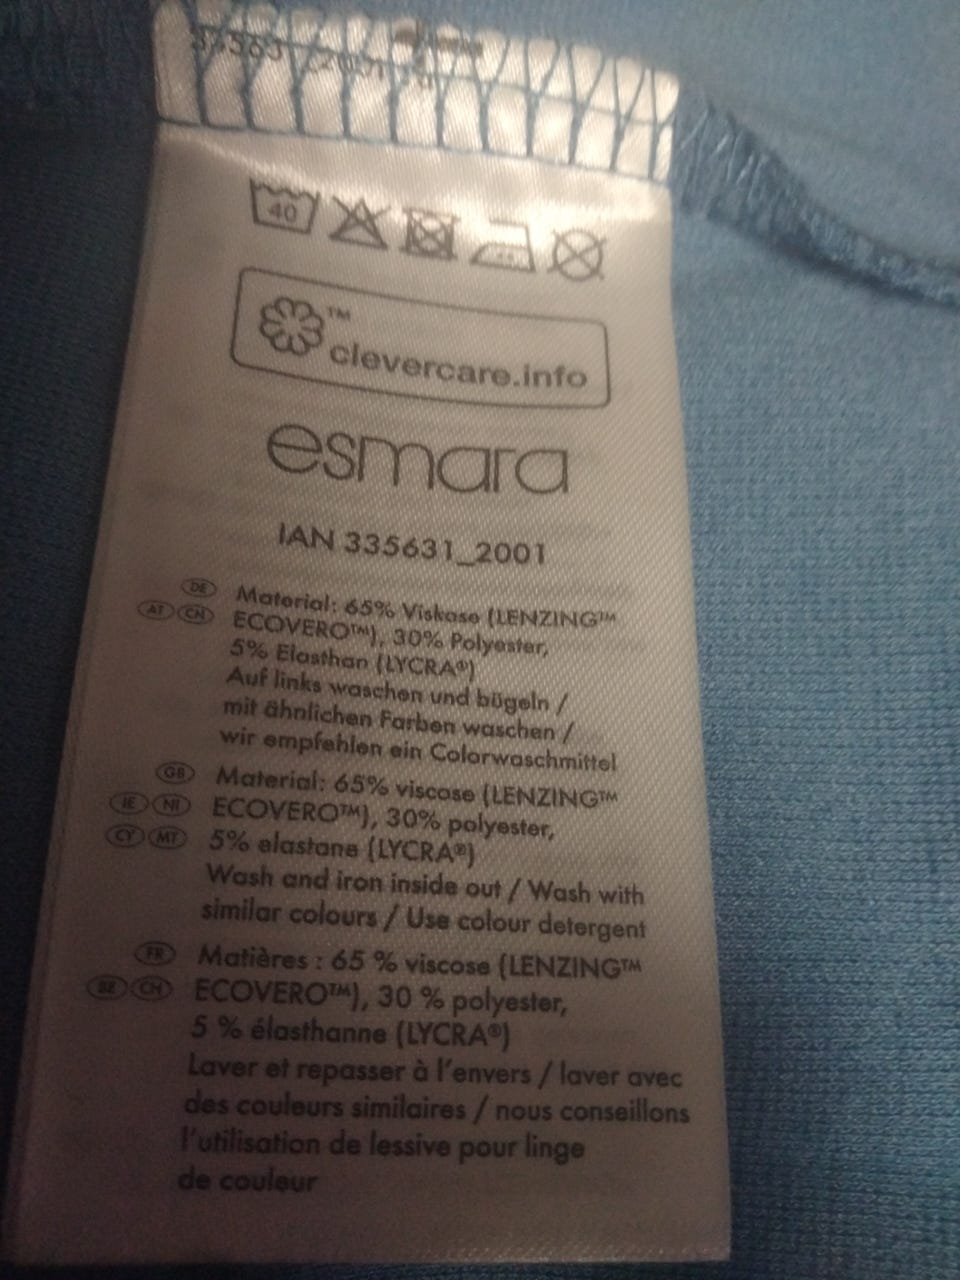 40
™
clevercare.info
esmara
IAN 335631_2001
DE Material: 65% Viskose (LENZING™
AT CH ECOVERO™), 30% Polyester,
5% Elasthan (LYCRA®)
Auf links waschen und bügeln /
mit ähnlichen Farben waschen /
wir empfehlen ein Colorwaschmittel
GB Material: 65% viscose (LENZING™
IE NI ECOVERO™), 30% polyester,
CY MT 5% elastane (LYCRA®)
Wash and iron inside out / Wash with
similar colours / Use colour detergent
FR Matières : 65 % viscose (LENZING™
BE CH ECOVERO™), 30 % polyester,
5 % élasthanne (LYCRA®)
Laver et repasser à l'envers / laver avec
des couleurs similaires / nous conseillons
l'utilisation de lessive pour linge
de couleur